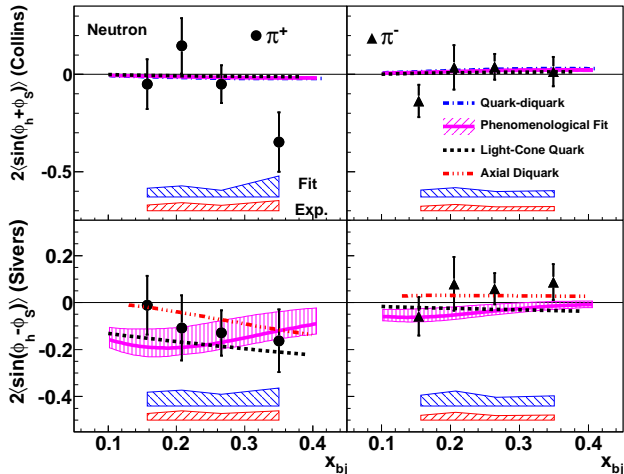 Neutron
π+
π-
2⟨sin(ϕh+ϕS)⟩ (Collins)
0
-0.5
Quark-diquark
Phenomenological Fit
Light-Cone Quark
Axial Diquark
Fit
Exp.
2⟨sin(ϕh-ϕS)⟩ (Sivers)
0.2
0
-0.2
-0.4
0.1 0.2 0.3 0.4 0.1 0.2 0.3 0.4
xbj xbj